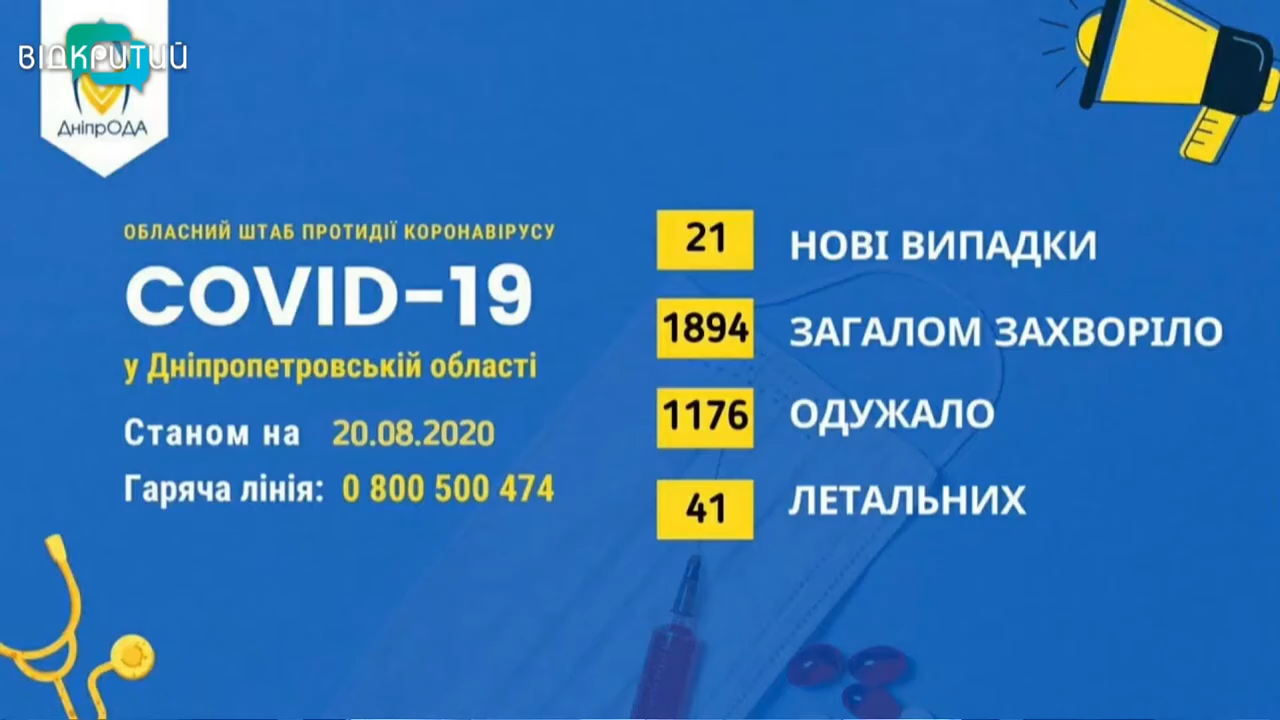 ВІДКРИТИЙ
ДніпрОДА
ОБЛАСНИЙ ШТАБ ПРОТИДІЇ КОРОНАВІРУСУ
COVID-19
у Дніпропетровській області
Станом на 20.08.2020
Гаряча лінія: 0 800 500 474
21 НОВІ ВИПАДКИ
1894 ЗАГАЛОМ ЗАХВОРІЛО
1176 ОДУЖАЛО
41 ЛЕТАЛЬНИХ